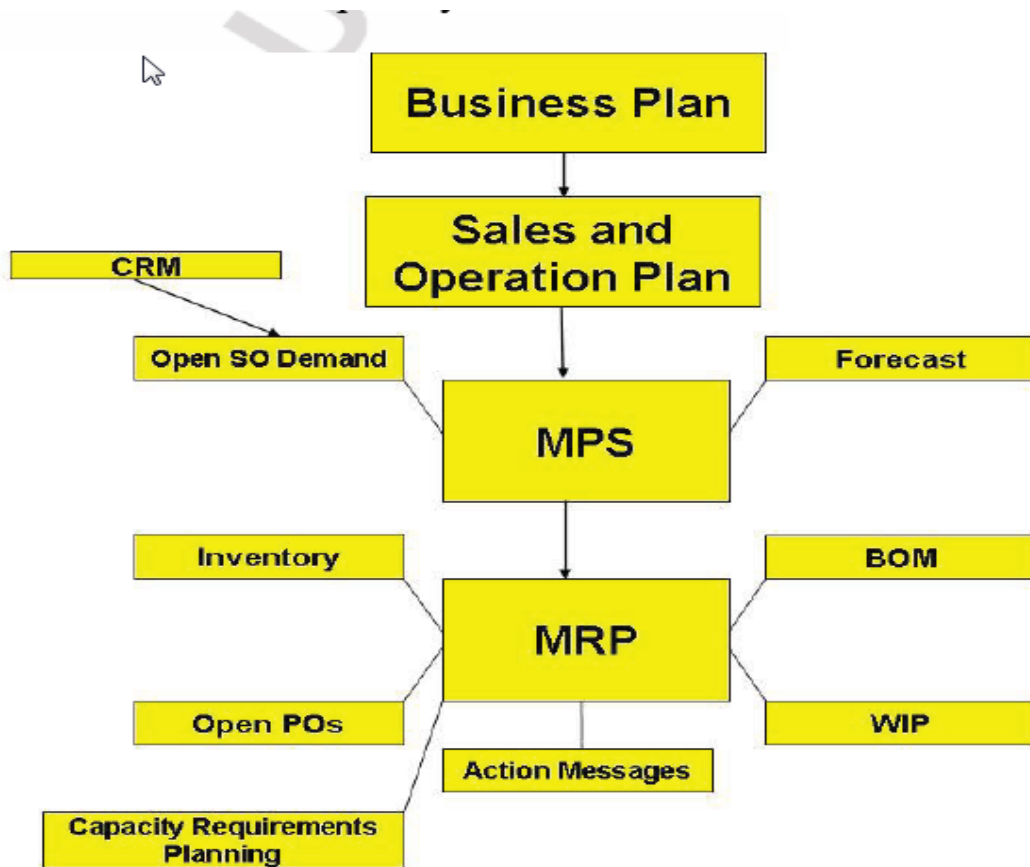 Business Plan
Sales and
Operation Plan
CRM
Open SO Demand
Forecast
MPS
Inventory
BOM
MRP
Open POs
WIP
Action Messages
Capacity Requirements
Planning